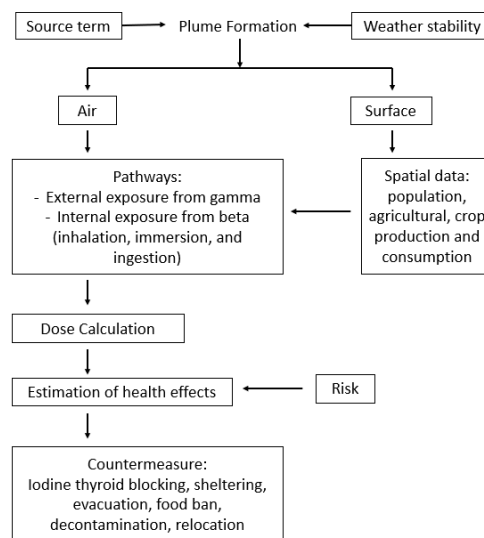 Source term
Plume Formation
Weather stability
Air
Surface
Pathways:
- External exposure from gamma
- Internal exposure from beta
(inhalation, immersion, and
ingestion)
Spatial data:
population,
agricultural, crop
production and
consumption
Dose Calculation
Estimation of health effects
Risk
Countermeasure:
Iodine thyroid blocking, sheltering,
evacuation, food ban,
decontamination, relocation